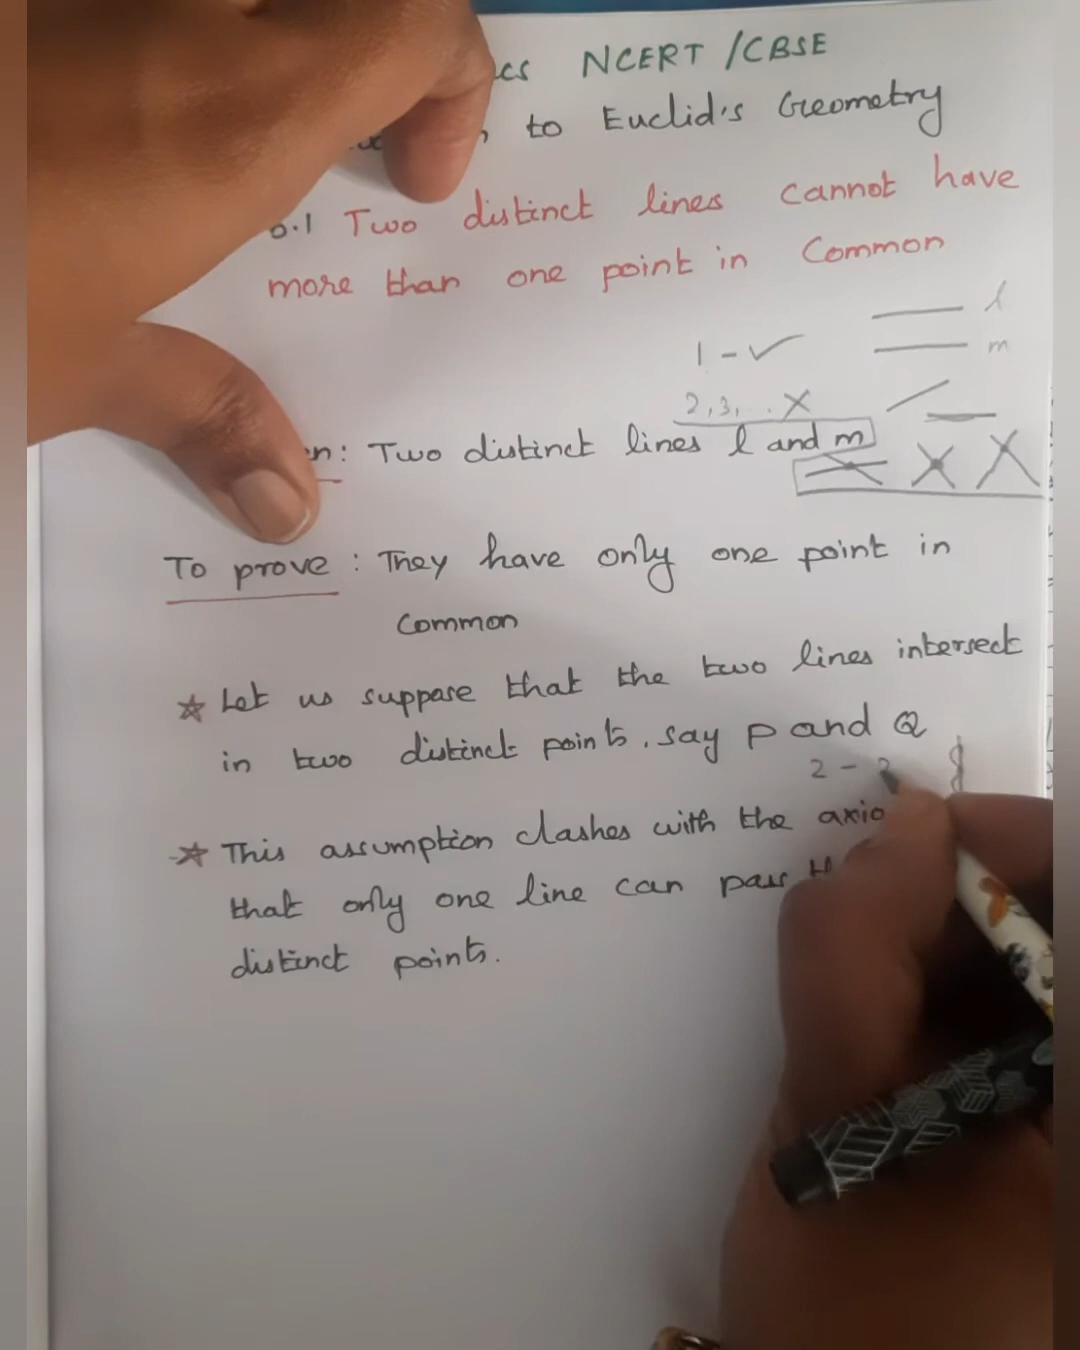 NCERT / CBSE
to Euclid's Geometry
Two distinct lines cannot have
more than one point in common
l
1 - ✓
m
2, 3, .. X
Two distinct lines l and m
To prove : They have only one point in
common
☆ Let us suppase that the two lines intersect
in two distinct points, say p and Q
2 -
☆ This assumption clashes with the
that only one line can pass
distinct points.